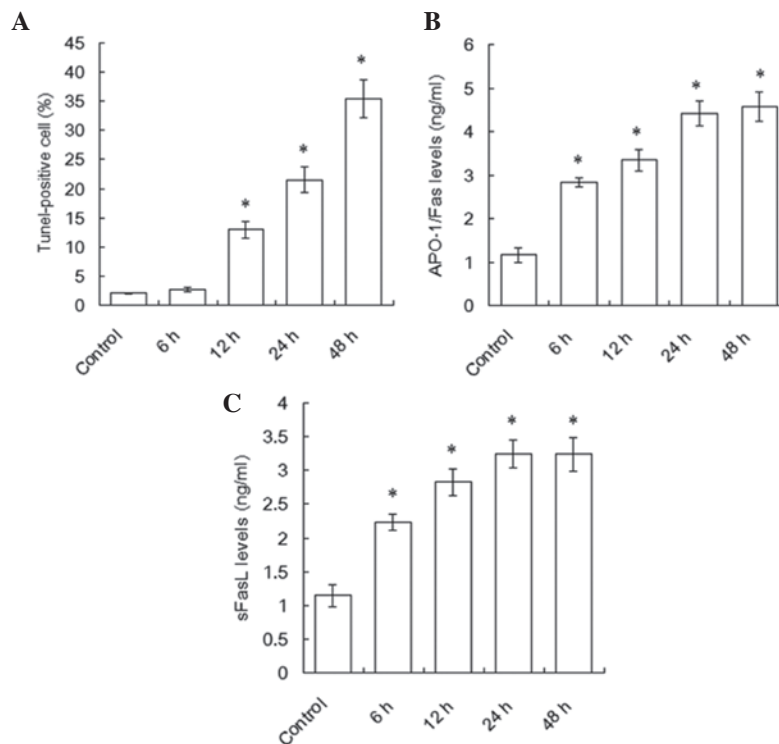 A
Tunel-positive cell (%)
45
40
35
30
25
20
15
10
5
0
*
*
*
Control
6 h
12 h
24 h
48 h
B
APO-1/Fas levels (ng/ml)
6
5
4
3
2
1
0
*
*
*
*
Control
6 h
12 h
24 h
48 h
C
sFasL levels (ng/ml)
4
3.5
3
2.5
2
1.5
1
0.5
0
*
*
*
*
Control
6 h
12 h
24 h
48 h